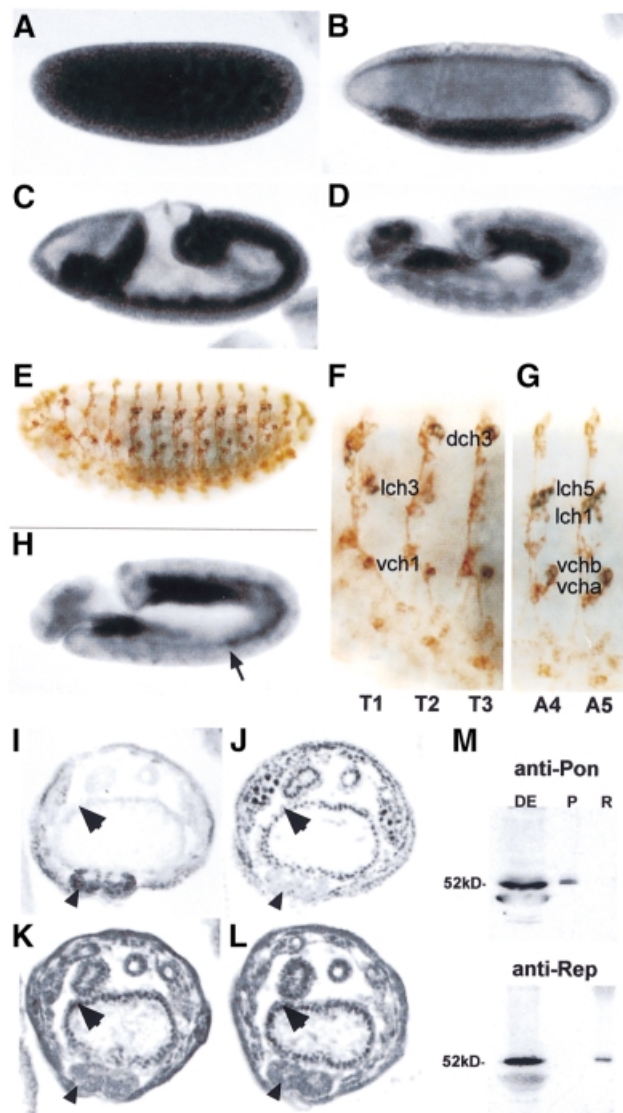 A
B
C
D
E
F
G
dch3
lch3
lch5
lch1
vch1
vchb
vcha
H
T1 T2 T3 A4 A5
I
J
M
anti-Pon
DE P R
52kD-
K
L
anti-Rep
52kD-